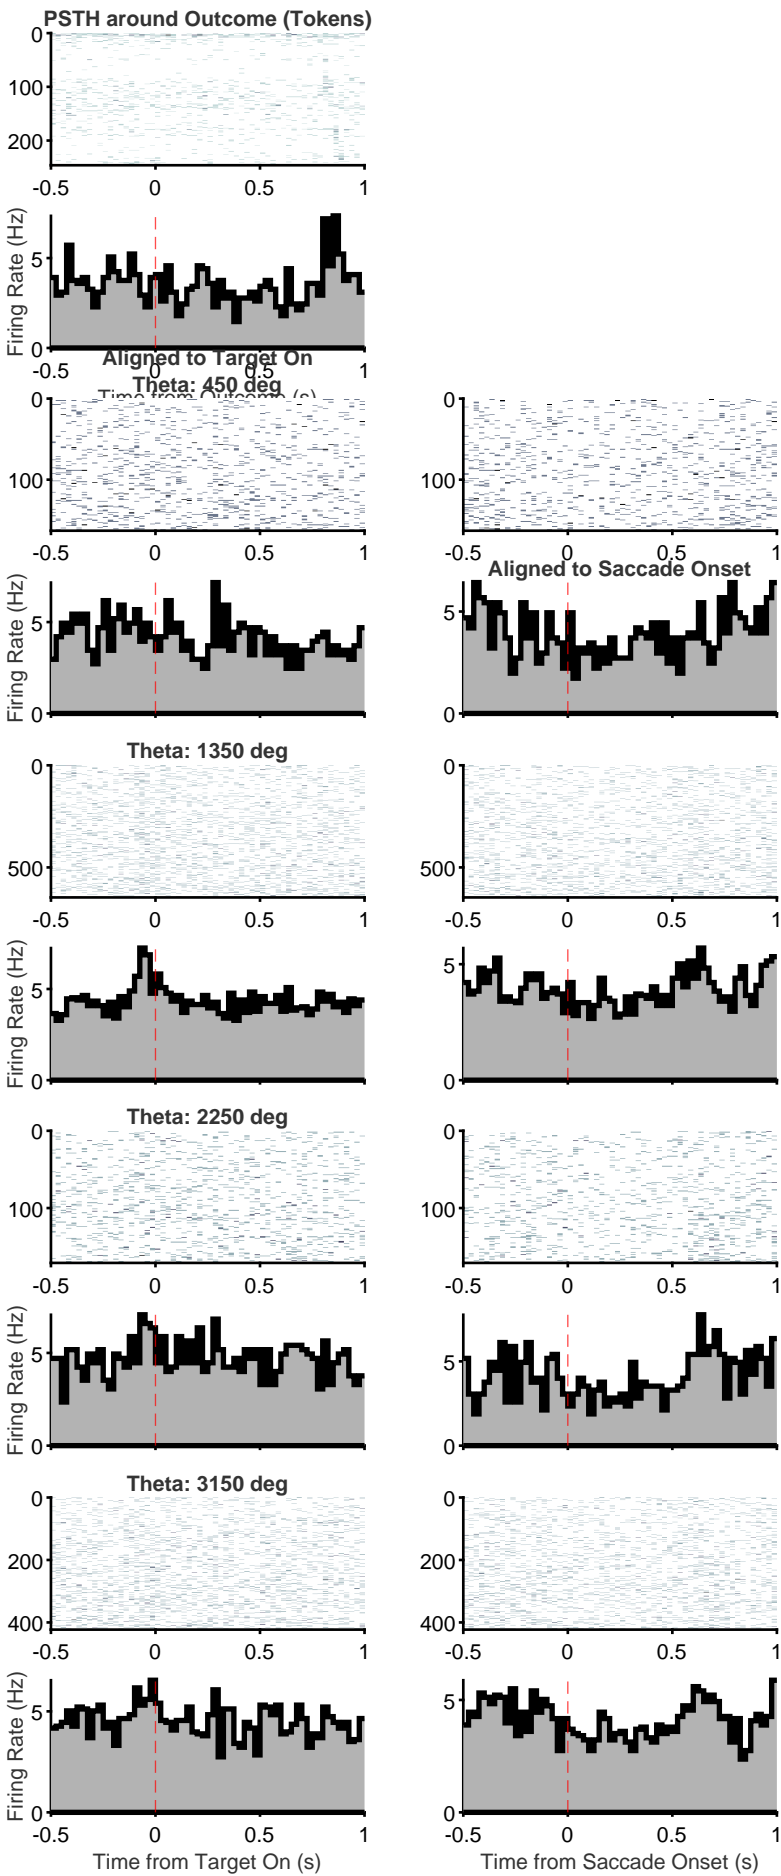 PSTH around Outcome (Tokens)
0
100
200
-0.5 0 0.5 1
Firing Rate (Hz)
5
0
-0.5 0 0.5 1
Time from Outcome (s)
Aligned to Target On
Theta: 450 deg
0
100
-0.5 0 0.5 1
0
100
-0.5 0 0.5 1
Aligned to Saccade Onset
Firing Rate (Hz)
5
0
5
0
Theta: 1350 deg
0
500
-0.5 0 0.5 1
0
500
-0.5 0 0.5 1
Firing Rate (Hz)
5
0
5
0
Theta: 2250 deg
0
100
-0.5 0 0.5 1
0
100
-0.5 0 0.5 1
Firing Rate (Hz)
5
0
5
0
Theta: 3150 deg
0
200
400
-0.5 0 0.5 1
0
200
400
-0.5 0 0.5 1
Firing Rate (Hz)
5
0
-0.5 0 0.5 1
Time from Target On (s)
5
0
-0.5 0 0.5 1
Time from Saccade Onset (s)